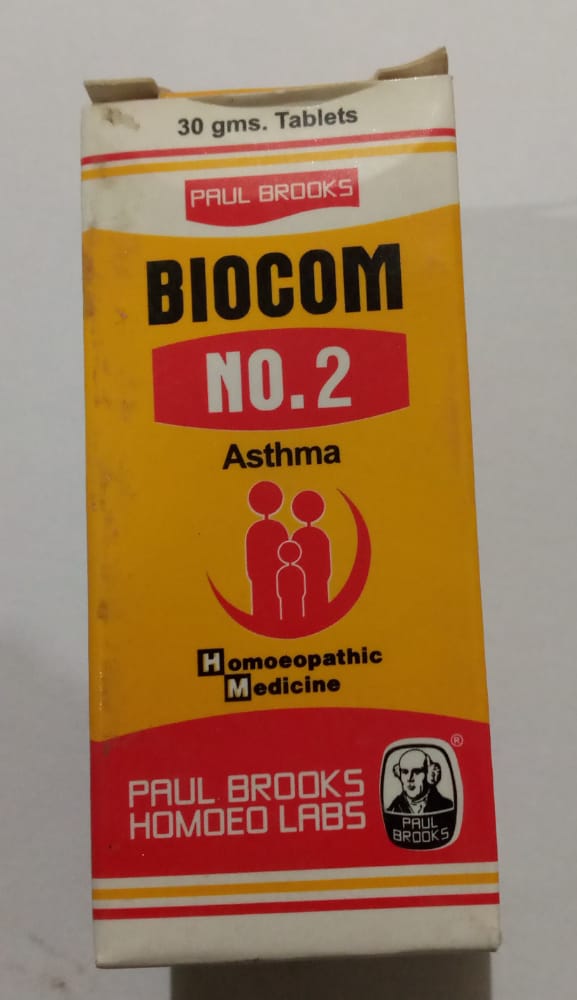 30 gms. Tablets
PAUL BROOKS
BIOCOM
NO. 2
Asthma
Homoeopathic
Medicine
PAUL BROOKS
HOMOEO LABS
®
PAUL
BROOKS